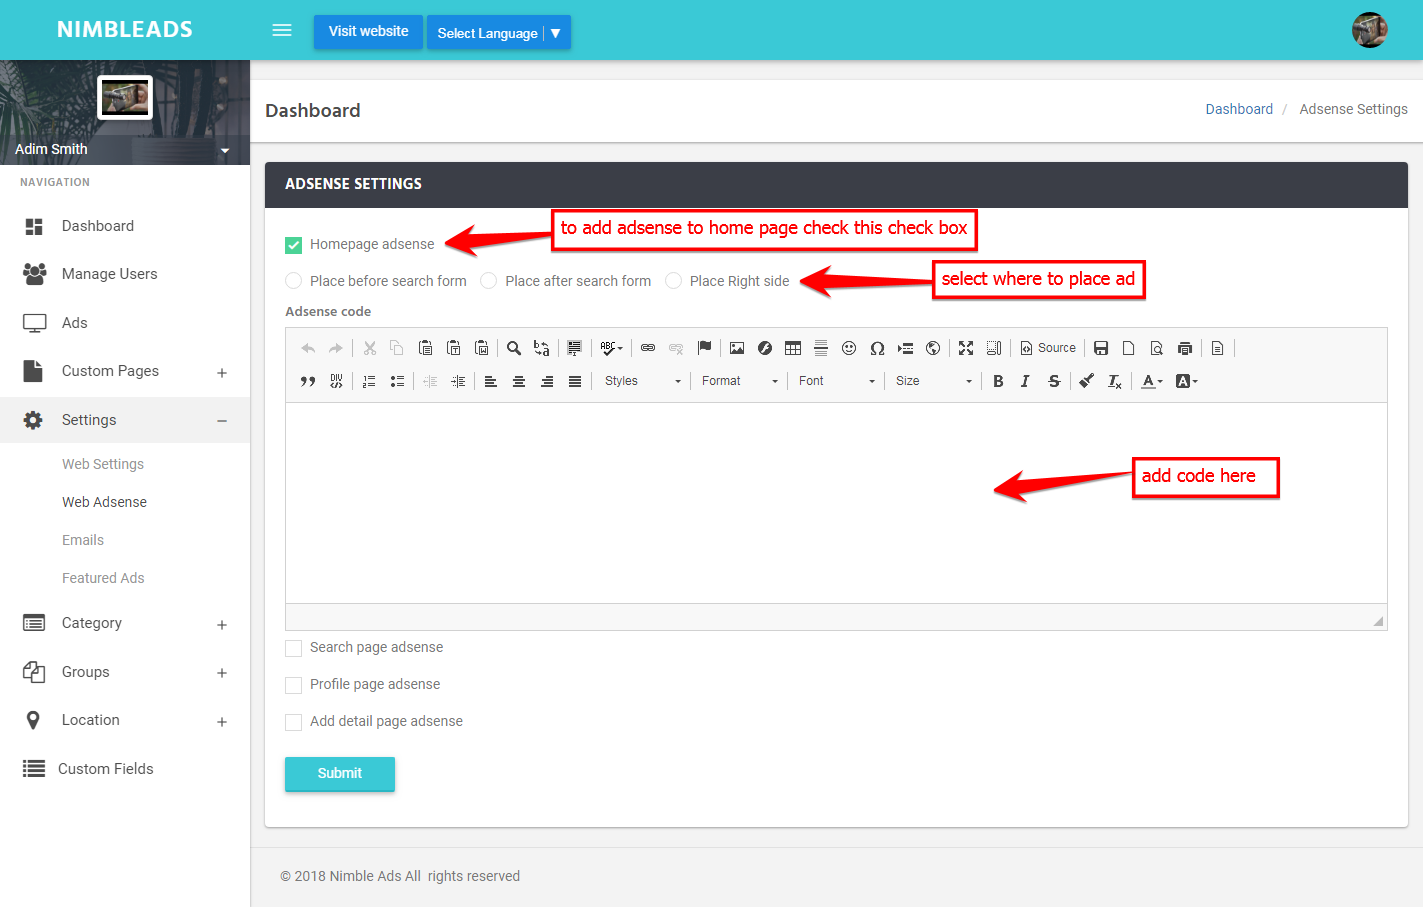 NIMBLEADS
Visit website
Select Language ▼
Adim Smith
NAVIGATION
Dashboard
Manage Users
Ads
Custom Pages +
Settings −
Web Settings
Web Adsense
Emails
Featured Ads
Category +
Groups +
Location +
Custom Fields
Dashboard
Dashboard / Adsense Settings
ADSENSE SETTINGS
Homepage adsense
to add adsense to home page check this check box
Place before search form
Place after search form
Place Right side
select where to place ad
Adsense code
ABC
Source
DIV
Styles
Format
Font
Size
B I S Tx A A
add code here
Search page adsense
Profile page adsense
Add detail page adsense
Submit
© 2018 Nimble Ads All rights reserved